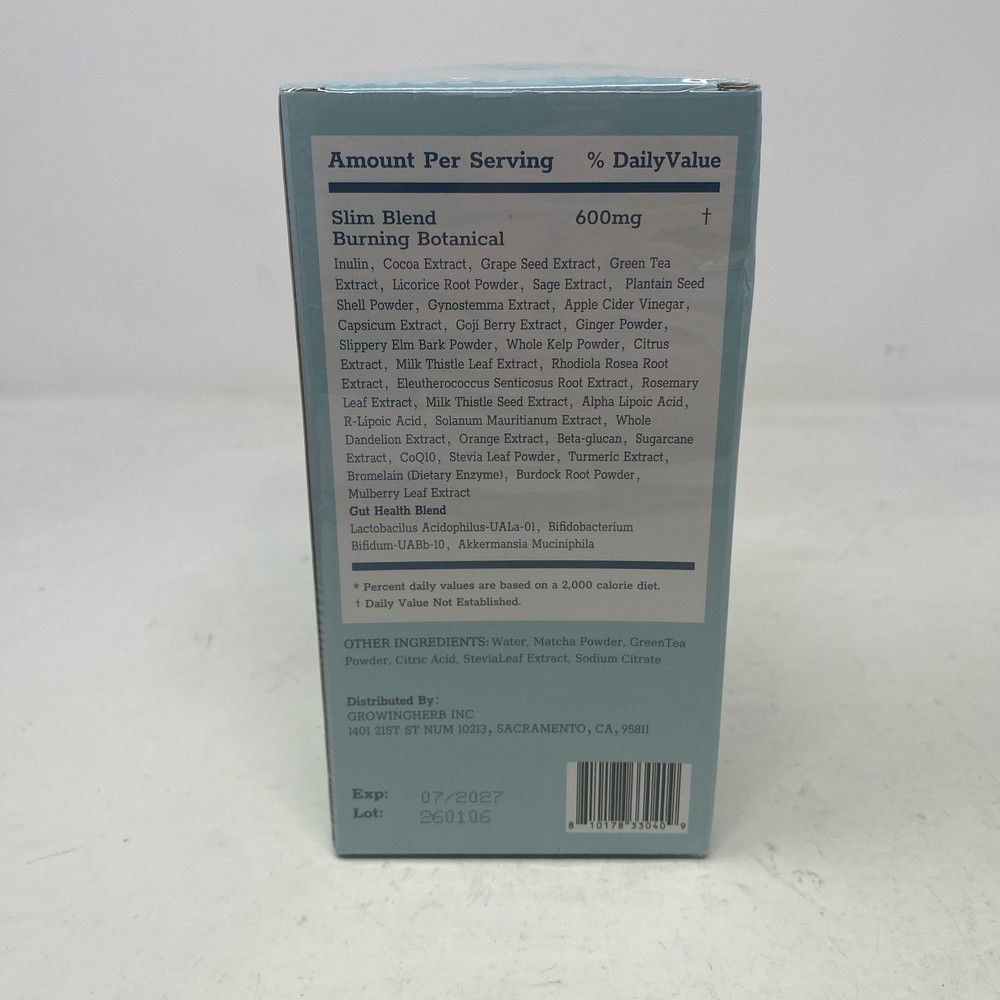 Amount Per Serving % DailyValue
Slim Blend 600mg †
Burning Botanical
Inulin, Cocoa Extract, Grape Seed Extract, Green Tea
Extract, Licorice Root Powder, Sage Extract, Plantain Seed
Shell Powder, Gynostemma Extract, Apple Cider Vinegar,
Capsicum Extract, Goji Berry Extract, Ginger Powder,
Slippery Elm Bark Powder, Whole Kelp Powder, Citrus
Extract, Milk Thistle Leaf Extract, Rhodiola Rosea Root
Extract, Eleutherococcus Senticosus Root Extract, Rosemary
Leaf Extract, Milk Thistle Seed Extract, Alpha Lipoic Acid,
R-Lipoic Acid, Solanum Mauritianum Extract, Whole
Dandelion Extract, Orange Extract, Beta-glucan, Sugarcane
Extract, CoQ10, Stevia Leaf Powder, Turmeric Extract,
Bromelain (Dietary Enzyme), Burdock Root Powder,
Mulberry Leaf Extract
Gut Health Blend
Lactobacilus Acidophilus-UALa-01, Bifidobacterium
Bifidum-UABb-10, Akkermansia Muciniphila
* Percent daily values are based on a 2,000 calorie diet.
† Daily Value Not Established.
OTHER INGREDIENTS: Water, Matcha Powder, GreenTea
Powder, Citric Acid, SteviaLeaf Extract, Sodium Citrate
Distributed By:
GROWINGHERB INC
1401 21ST ST NUM 10213, SACRAMENTO, CA, 95811
Exp: 07/2027
Lot: 260106
8 10178 33040 9